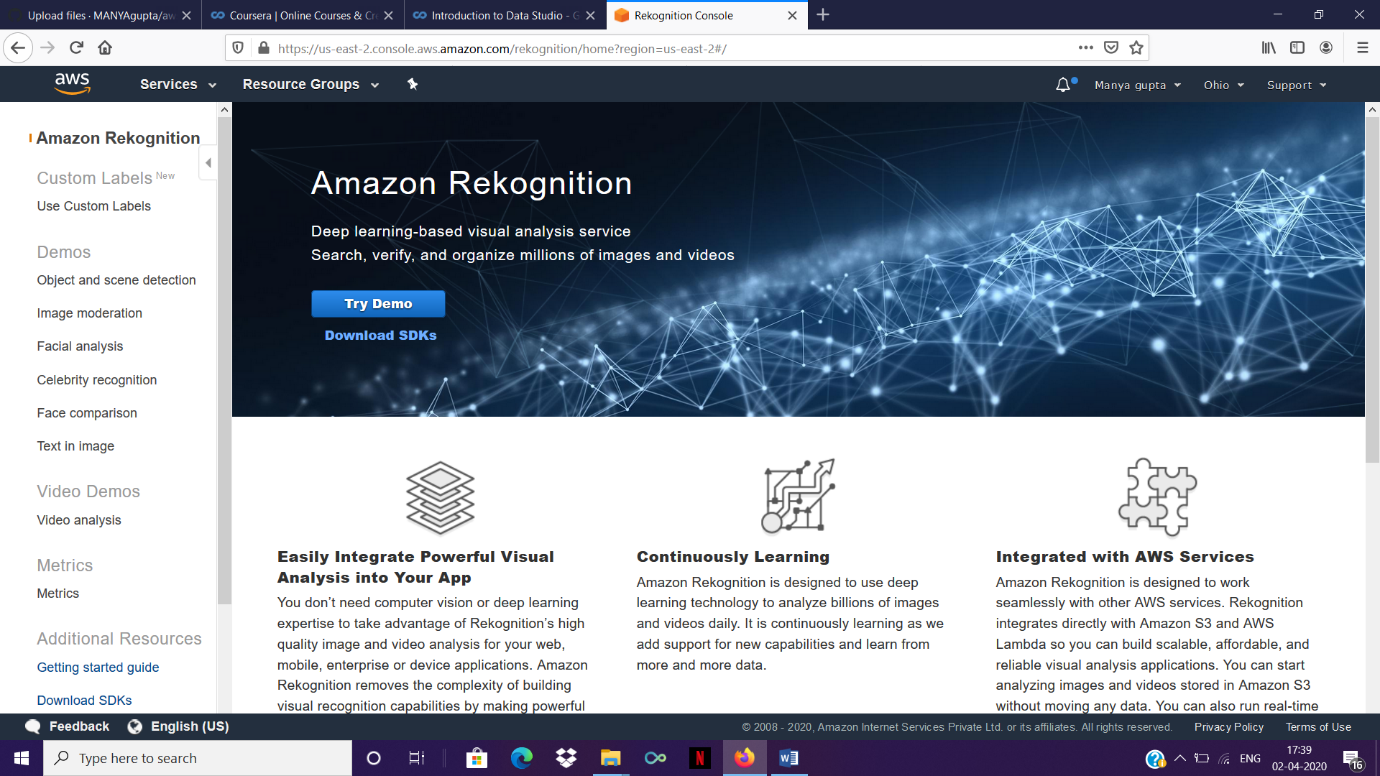 Upload files · MANYAgupta/aw
Coursera | Online Courses & Cr
Introduction to Data Studio - G
Rekognition Console
https://us-east-2.console.aws.amazon.com/rekognition/home?region=us-east-2#/
aws
Services
Resource Groups
Manya gupta
Ohio
Support
Amazon Rekognition
Custom Labels New
Use Custom Labels
Demos
Object and scene detection
Image moderation
Facial analysis
Celebrity recognition
Face comparison
Text in image
Video Demos
Video analysis
Metrics
Metrics
Additional Resources
Getting started guide
Download SDKs
Amazon Rekognition
Deep learning-based visual analysis service
Search, verify, and organize millions of images and videos
Try Demo
Download SDKs
Easily Integrate Powerful Visual
Analysis into Your App
You don’t need computer vision or deep learning
expertise to take advantage of Rekognition’s high
quality image and video analysis for your web,
mobile, enterprise or device applications. Amazon
Rekognition removes the complexity of building
visual recognition capabilities by making powerful
Continuously Learning
Amazon Rekognition is designed to use deep
learning technology to analyze billions of images
and videos daily. It is continuously learning as we
add support for new capabilities and learn from
more and more data.
Integrated with AWS Services
Amazon Rekognition is designed to work
seamlessly with other AWS services. Rekognition
integrates directly with Amazon S3 and AWS
Lambda so you can build scalable, affordable, and
reliable visual analysis applications. You can start
analyzing images and videos stored in Amazon S3
without moving any data. You can also run real-time
Feedback
English (US)
© 2008 - 2020, Amazon Internet Services Private Ltd. or its affiliates. All rights reserved.
Privacy Policy
Terms of Use
Type here to search
N
W
ENG
17:39
02-04-2020
16